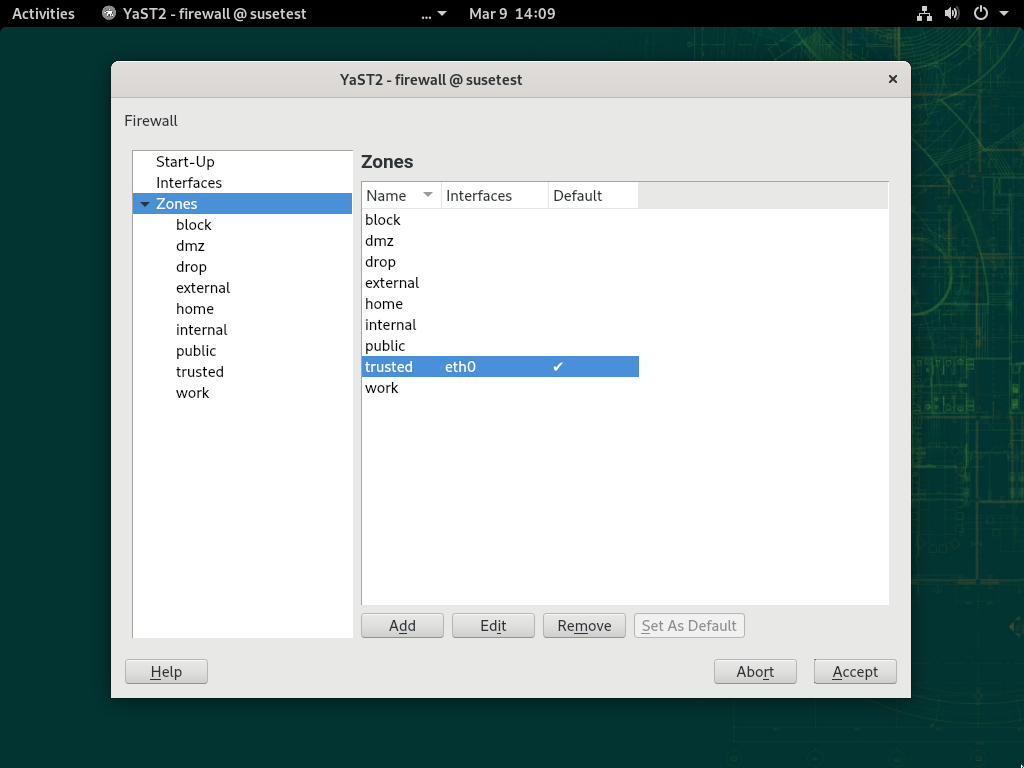 Activities YaST2 - firewall @ susetest ... Mar 9 14:09
YaST2 - firewall @ susetest
Firewall
Start-Up
Interfaces
Zones
block
dmz
drop
external
home
internal
public
trusted
work
Zones
Name Interfaces Default
block
dmz
drop
external
home
internal
public
trusted eth0 ✔
work
Add Edit Remove Set As Default
Help Abort Accept